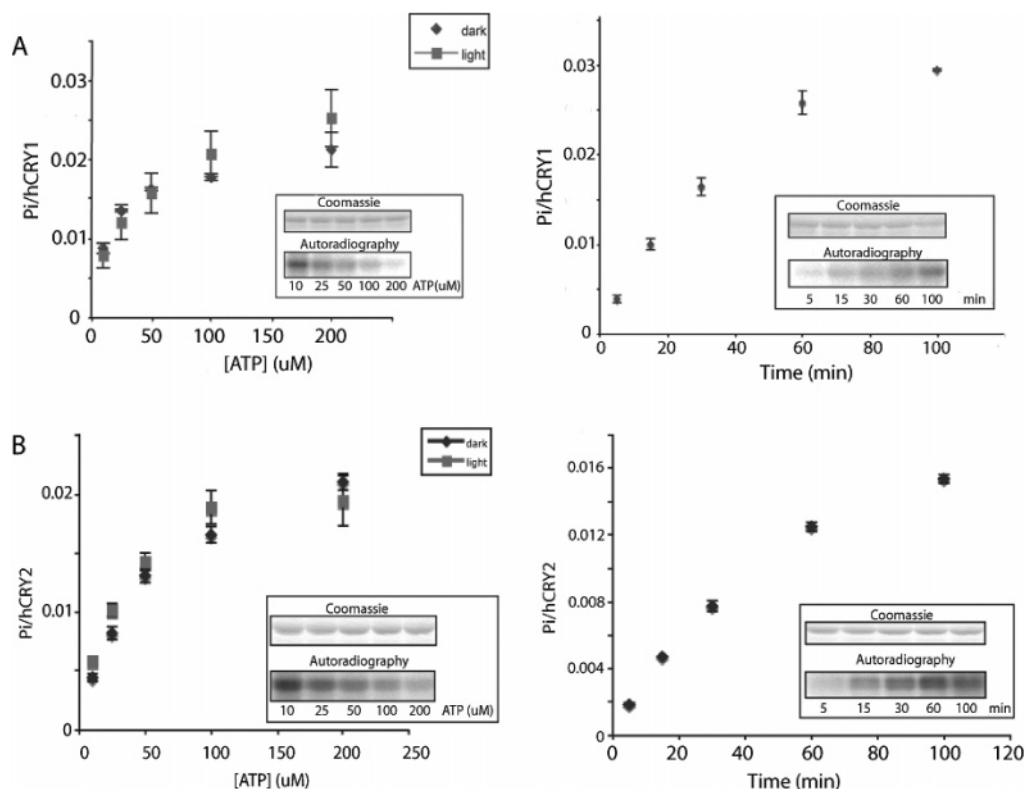 A
dark
light
Pi/hCRY1
0.03
0.02
0.01
0
0 50 100 150 200
[ATP] (uM)
Coomassie
Autoradiography
10 25 50 100 200 ATP(uM)
Pi/hCRY1
0.03
0.02
0.01
0
0 20 40 60 80 100
Time (min)
Coomassie
Autoradiography
5 15 30 60 100 min
B
dark
light
Pi/hCRY2
0.02
0.01
0
0 50 100 150 200 250
[ATP] (uM)
Coomassie
Autoradiography
10 25 50 100 200 ATP (uM)
Pi/hCRY2
0.016
0.012
0.008
0.004
0
0 20 40 60 80 100 120
Time (min)
Coomassie
Autoradiography
5 15 30 60 100 min